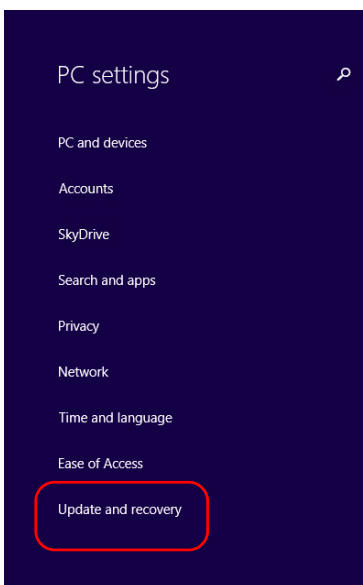 PC settings
PC and devices
Accounts
SkyDrive
Search and apps
Privacy
Network
Time and language
Ease of Access
Update and recovery